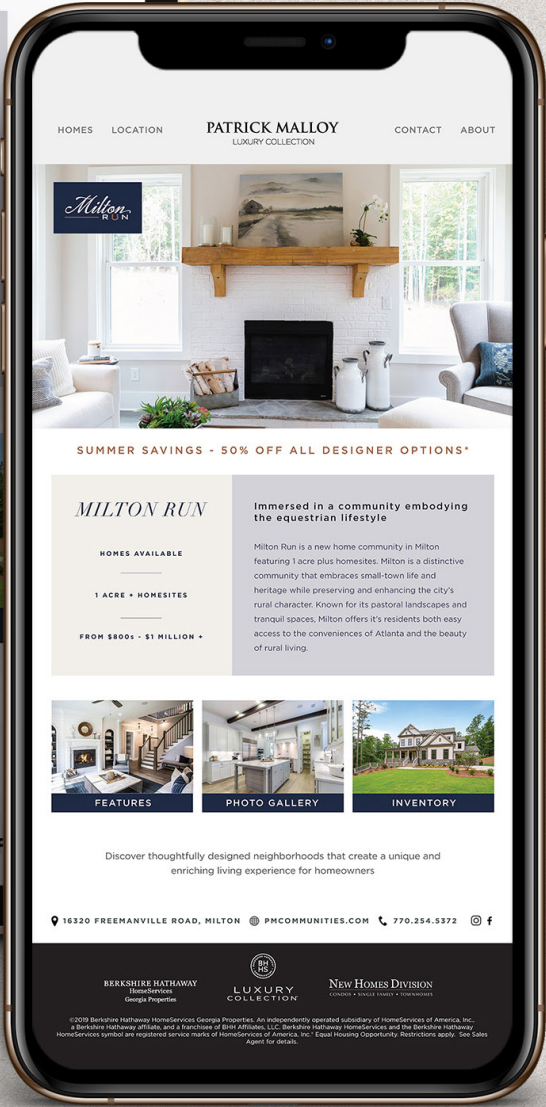 HOMES LOCATION PATRICK MALLOY CONTACT ABOUT
LUXURY COLLECTION
Milton
RUN
SUMMER SAVINGS - 50% OFF ALL DESIGNER OPTIONS*
MILTON RUN
HOMES AVAILABLE
1 ACRE + HOMESITES
FROM $800s - $1 MILLION +
Immersed in a community embodying
the equestrian lifestyle
Milton Run is a new home community in Milton
featuring 1 acre plus homesites. Milton is a distinctive
community that embraces small-town life and
heritage while preserving and enhancing the city's
rural character. Known for its pastoral landscapes and
tranquil spaces, Milton offers it's residents both easy
access to the conveniences of Atlanta and the beauty
of rural living.
FEATURES PHOTO GALLERY INVENTORY
Discover thoughtfully designed neighborhoods that create a unique and
enriching living experience for homeowners
16320 FREEMANVILLE ROAD, MILTON PMCOMMUNITIES.COM 770.254.5372
BERKSHIRE HATHAWAY
HomeServices
Georgia Properties
BH
HS
LUXURY
COLLECTION
NEW HOMES DIVISION
CONDOS • SINGLE FAMILY • TOWNHOMES
©2019 Berkshire Hathaway HomeServices Georgia Properties. An independently operated subsidiary of HomeServices of America, Inc.,
a Berkshire Hathaway affiliate, and a franchisee of BHH Affiliates, LLC. Berkshire Hathaway HomeServices and the Berkshire Hathaway
HomeServices symbol are registered service marks of HomeServices of America, Inc.® Equal Housing Opportunity. Restrictions apply. See Sales
Agent for details.